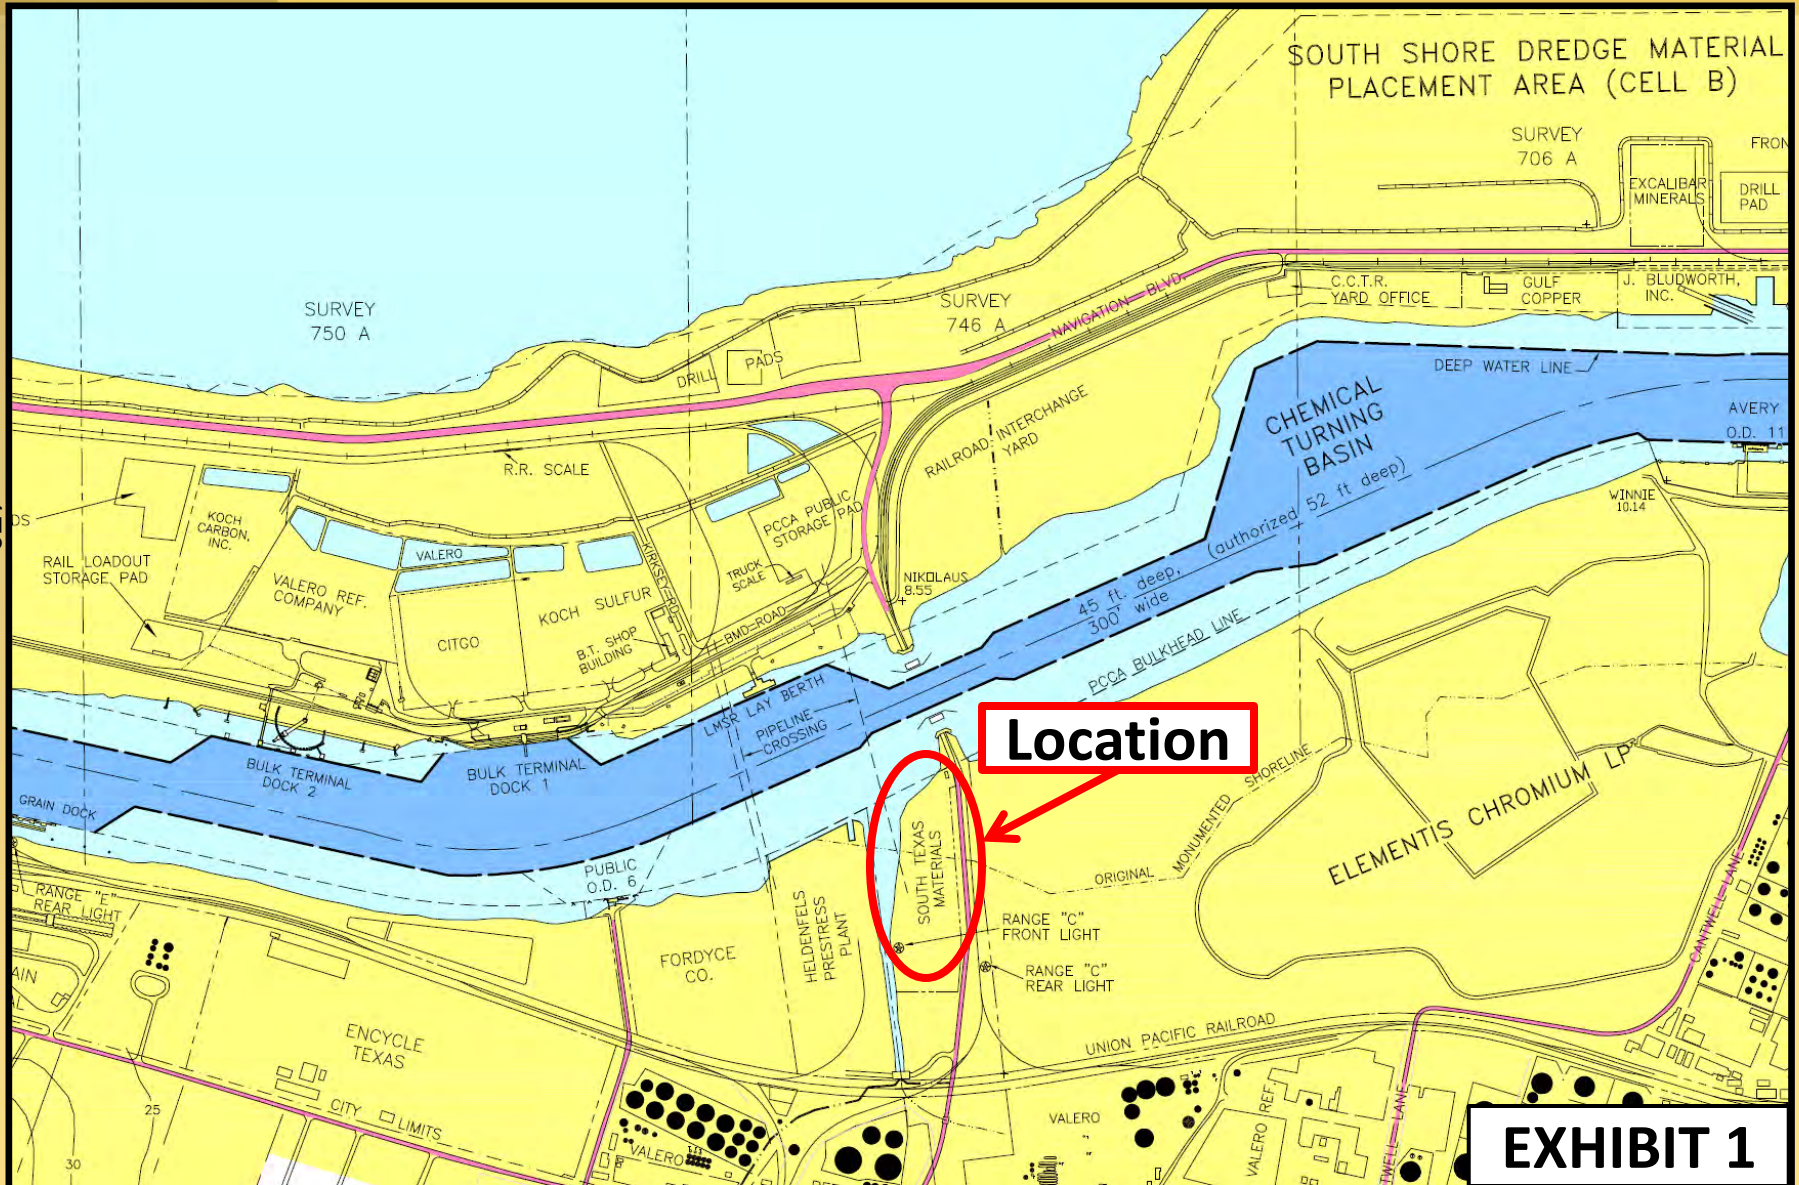 SOUTH SHORE DREDGE MATERIAL
PLACEMENT AREA (CELL B)
SURVEY
706 A
FRON
EXCALIBAR
MINERALS
DRILL
PAD
SURVEY
750 A
SURVEY
746 A
NAVIGATION BLVD.
C.C.T.R.
YARD OFFICE
GULF
COPPER
J. BLUDWORTH,
INC.
DRILL
PADS
DEEP WATER LINE
CHEMICAL
TURNING
BASIN
AVERY
O.D. 11
RAILROAD INTERCHANGE
YARD
R.R. SCALE
(authorized 52 ft deep)
WINNIE
10.14
DS
KOCH
CARBON,
INC.
PCCA PUBLIC
STORAGE PAD
VALERO
RAIL LOADOUT
STORAGE PAD
VALERO REF.
COMPANY
KIRKSEY RD
TRUCK
SCALE
NIKOLAUS
8.55
45 ft. deep,
300' wide
KOCH SULFUR
CITGO
B.T. SHOP
BUILDING
BMD ROAD
PCCA BULKHEAD LINE
LMSR LAY BERTH
PIPELINE
CROSSING
Location
BULK TERMINAL
DOCK 2
BULK TERMINAL
DOCK 1
GRAIN DOCK
ORIGINAL MONUMENTED SHORELINE
ELEMENTIS CHROMIUM LP
SOUTH TEXAS
MATERIALS
PUBLIC
O.D. 6
RANGE "E"
REAR LIGHT
HELDENFELS
PRESTRESS
PLANT
FORDYCE
CO.
RANGE "C"
FRONT LIGHT
RANGE "C"
REAR LIGHT
CANTWELL LANE
AIN
AL
ENCYCLE
TEXAS
UNION PACIFIC RAILROAD
25
CITY LIMITS
30
VALERO
VALERO
VALERO REF.
TWELL LANE
EXHIBIT 1